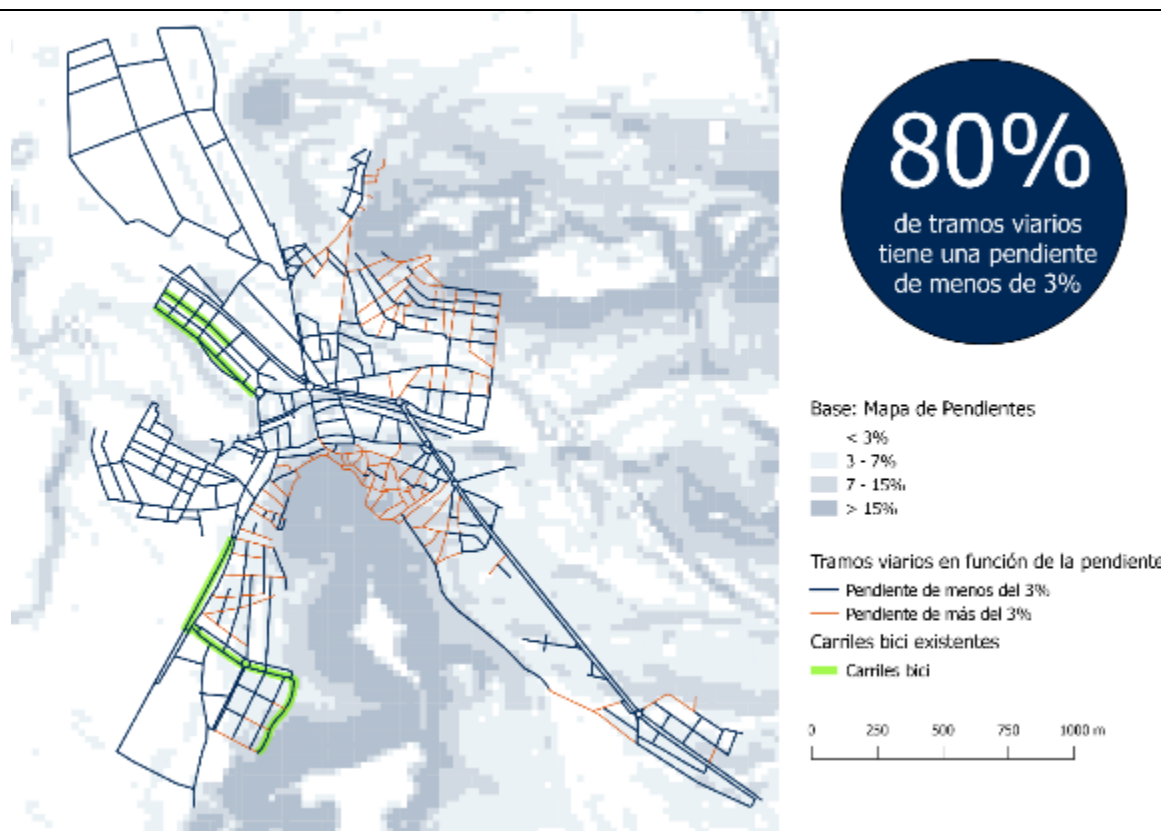 80%
de tramos viarios
tiene una pendiente
de menos de 3%
Base: Mapa de Pendientes
< 3%
3 - 7%
7 - 15%
> 15%
Tramos viarios en función de la pendiente
Pendiente de menos del 3%
Pendiente de más del 3%
Carriles bici existentes
Carriles bici
0 250 500 750 1000 m